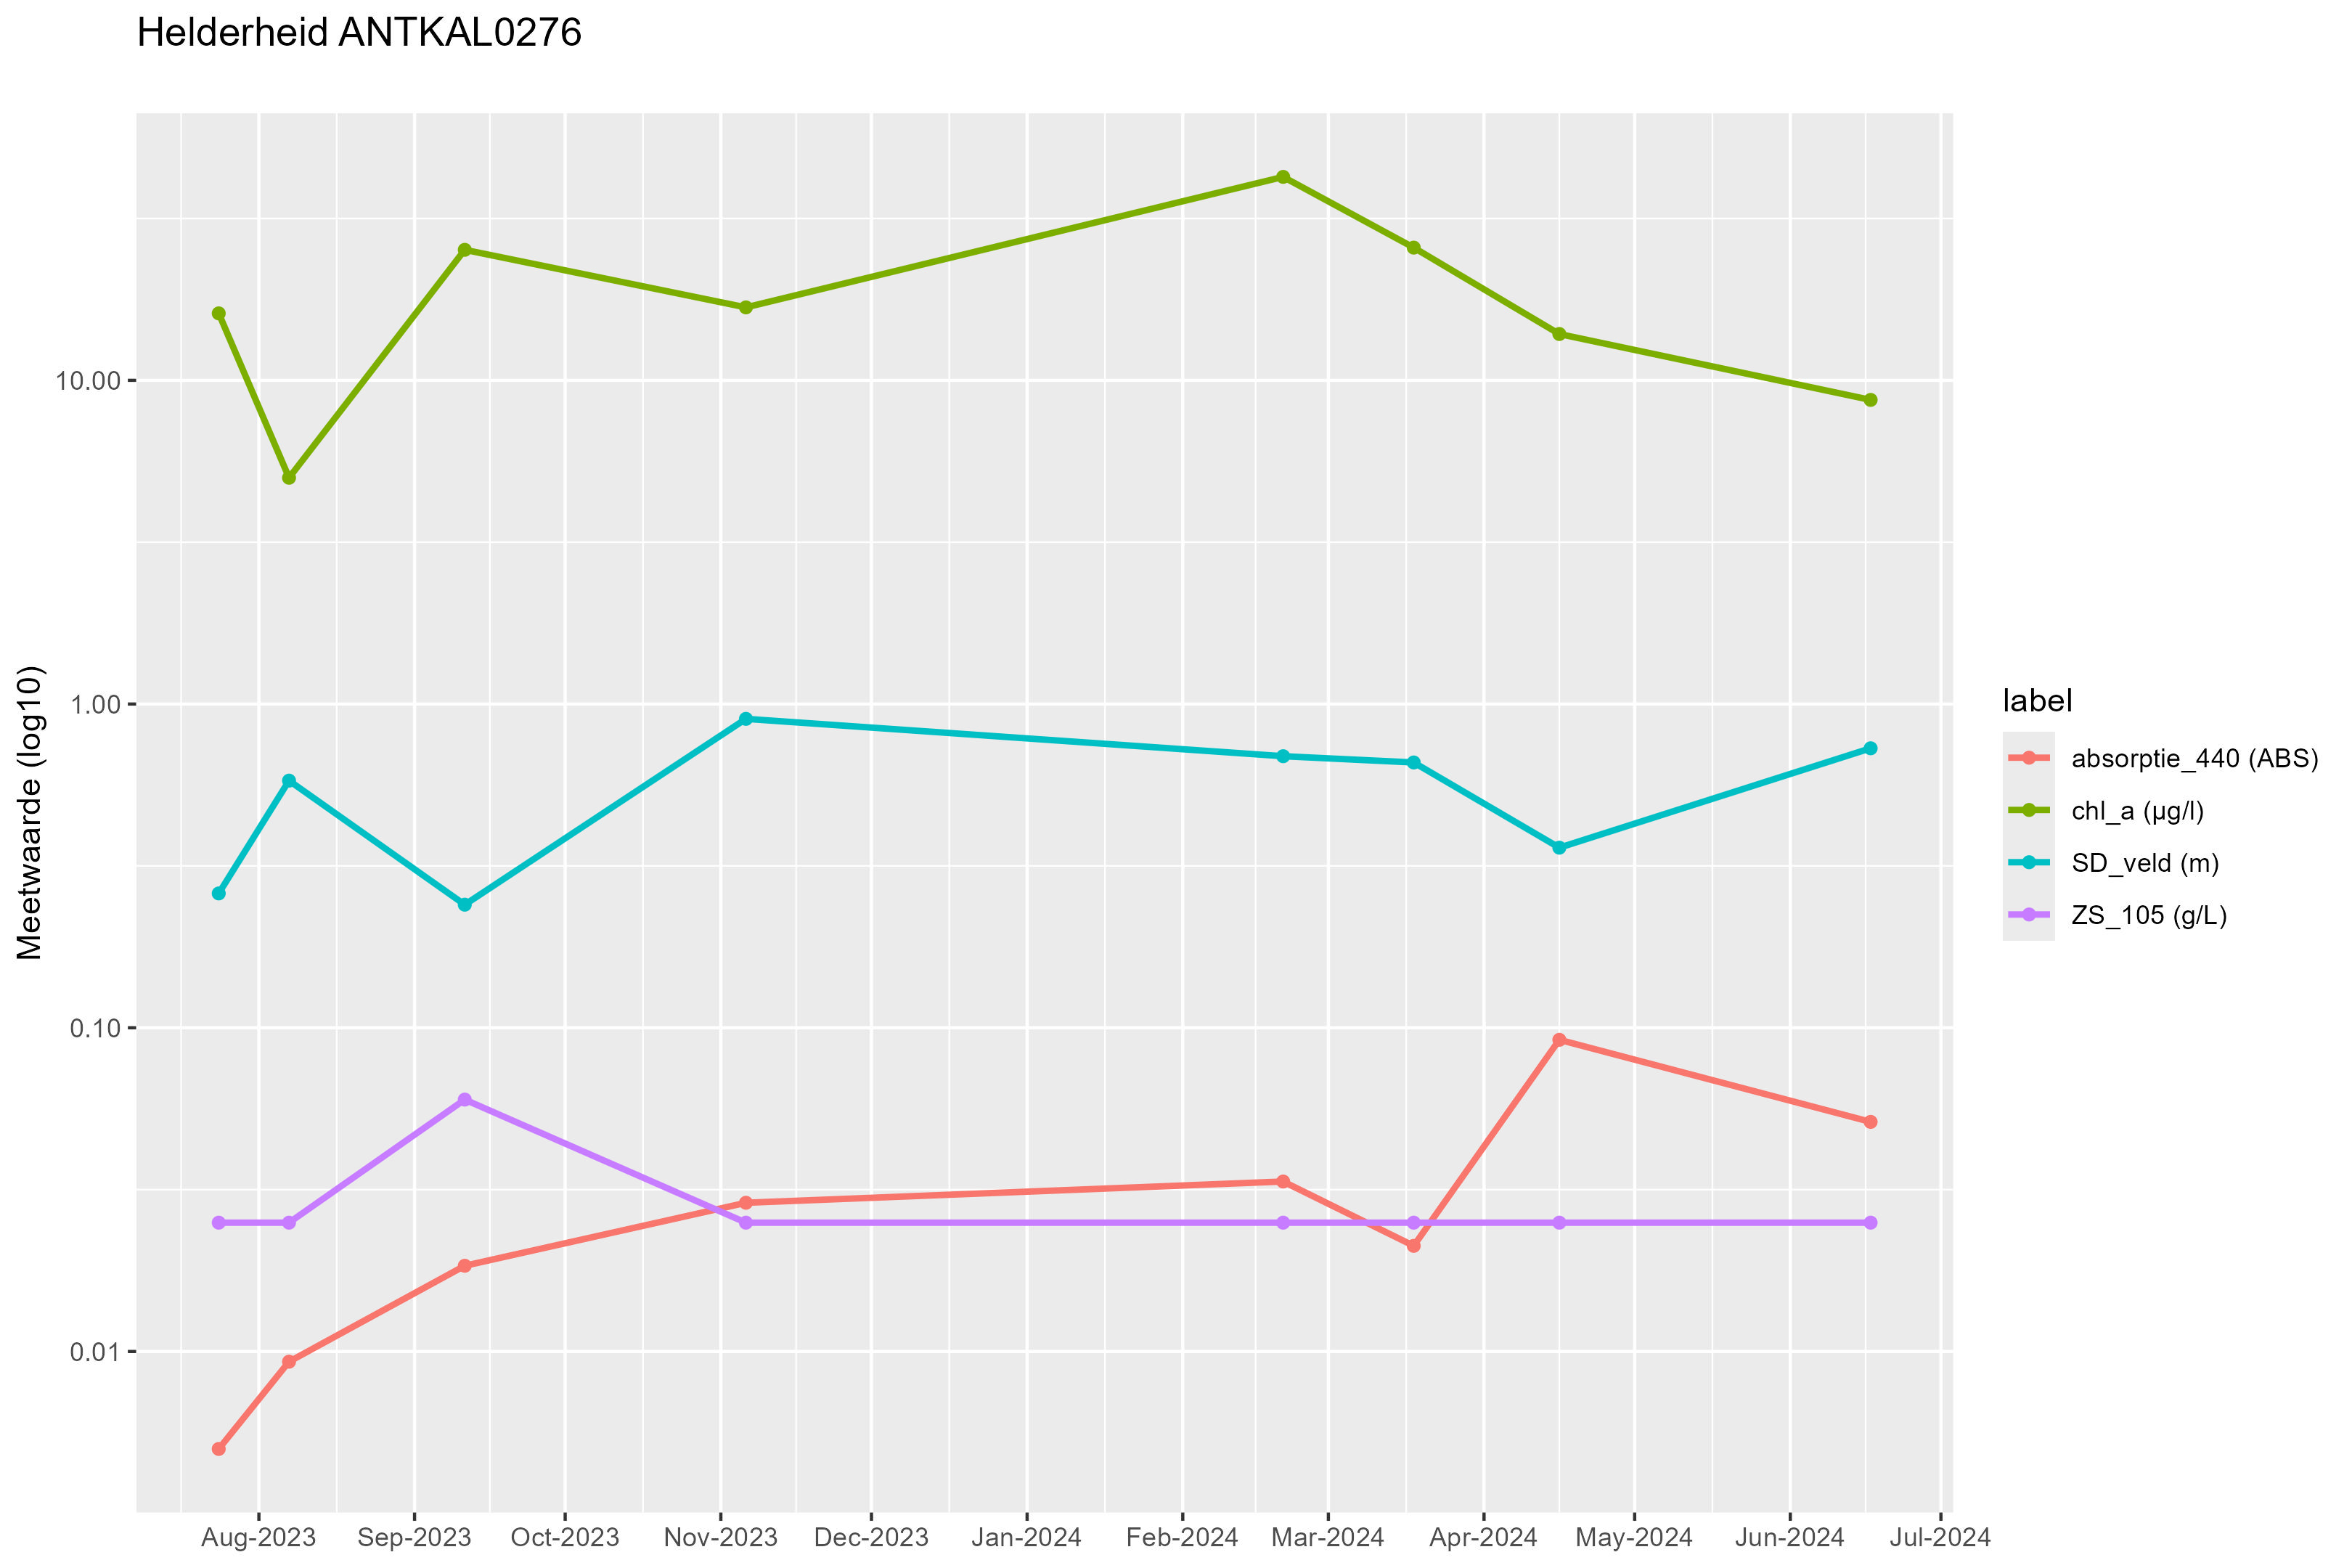 Helderheid ANTKAL0276
Meetwaarde (log10)
10.00
1.00
0.10
0.01
Aug-2023
Sep-2023
Oct-2023
Nov-2023
Dec-2023
Jan-2024
Feb-2024
Mar-2024
Apr-2024
May-2024
Jun-2024
Jul-2024
label
absorptie_440 (ABS)
chl_a (µg/l)
SD_veld (m)
ZS_105 (g/L)